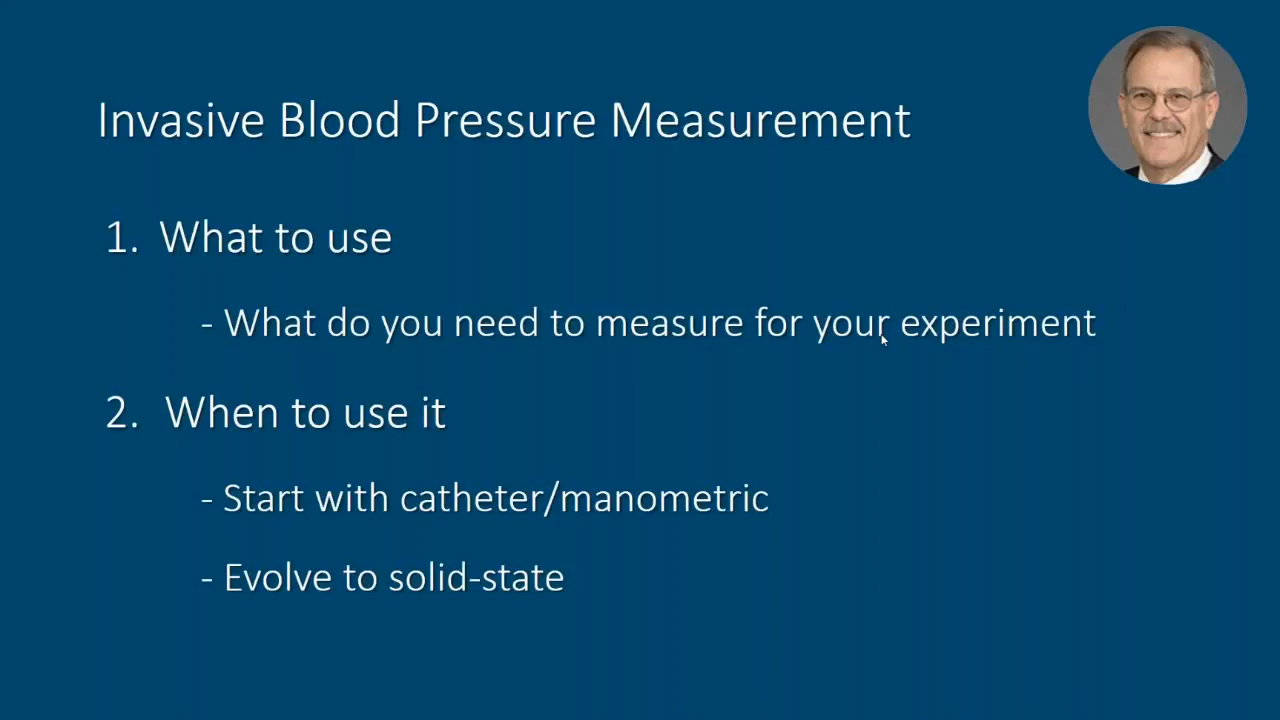 Invasive Blood Pressure Measurement
1. What to use
- What do you need to measure for your experiment
2. When to use it
- Start with catheter/manometric
- Evolve to solid-state